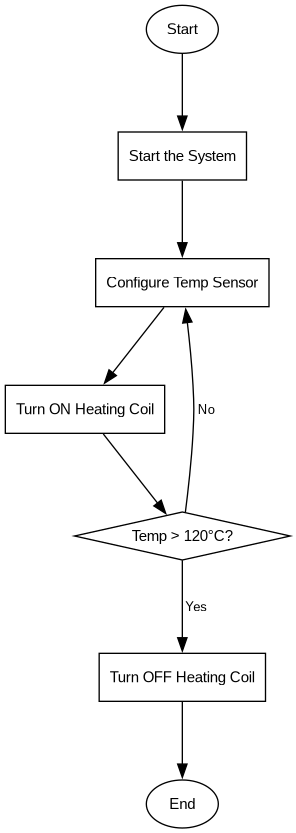 Start
Start the System
Configure Temp Sensor
Turn ON Heating Coil
No
Temp > 120°C?
Yes
Turn OFF Heating Coil
End